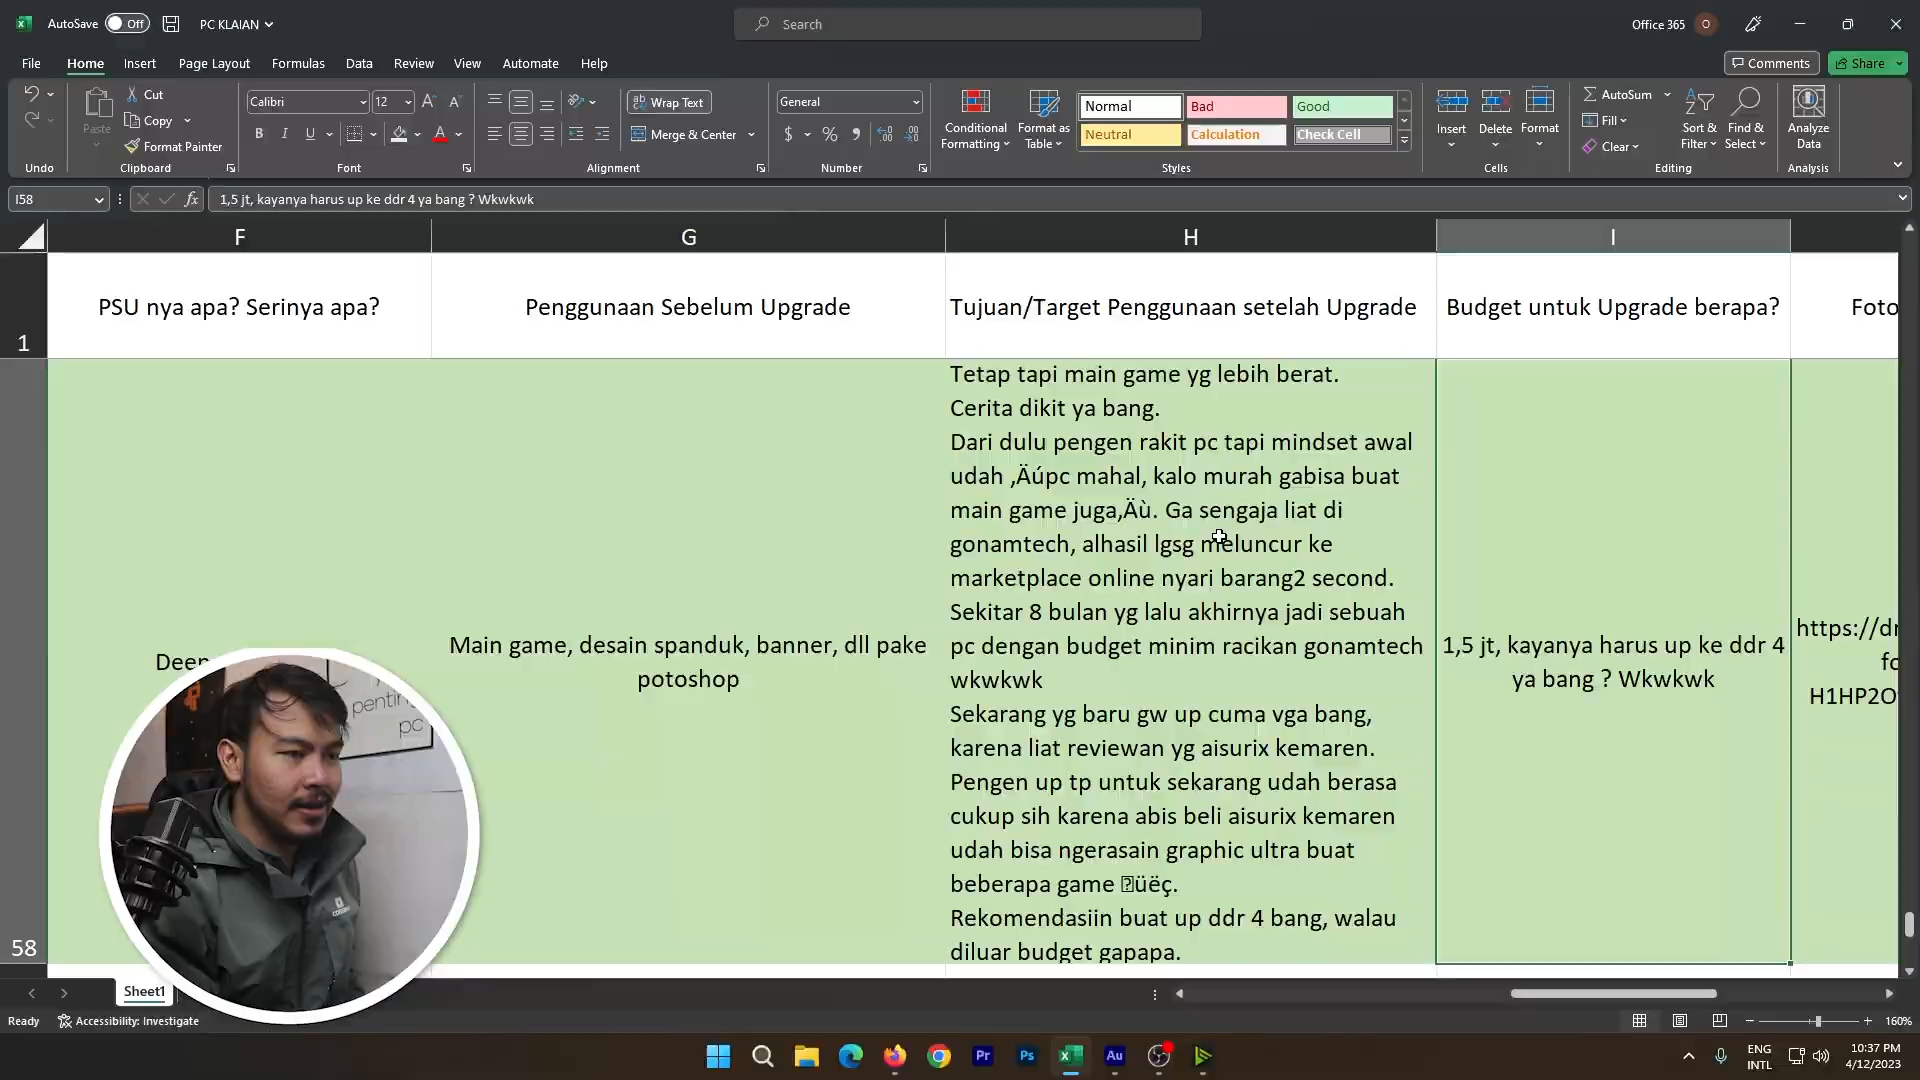 AutoSave Off PC KLAIAN Search Office 365 O
File Home Insert Page Layout Formulas Data Review View Automate Help Comments Share
Paste Cut Copy Format Painter
Calibri 12 A A B I U A
Wrap Text Merge & Center
General $ % ,
Conditional Formatting Format as Table
Normal Bad Good
Neutral Calculation Check Cell
Insert Delete Format
AutoSum Fill Clear Sort & Filter Find & Select Analyze Data
Undo Clipboard Font Alignment Number Styles Cells Editing Analysis
I58 fx 1,5 jt, kayanya harus up ke ddr 4 ya bang ? Wkwkwk
F G H I
1 PSU nya apa? Serinya apa? Penggunaan Sebelum Upgrade Tujuan/Target Penggunaan setelah Upgrade Budget untuk Upgrade berapa? Foto
58
Deep
Main game, desain spanduk, banner, dll pake
potoshop
Tetap tapi main game yg lebih berat.
Cerita dikit ya bang.
Dari dulu pengen rakit pc tapi mindset awal
udah ‚Äúpc mahal, kalo murah gabisa buat
main game juga‚Äù. Ga sengaja liat di
gonamtech, alhasil lgsg meluncur ke
marketplace online nyari barang2 second.
Sekitar 8 bulan yg lalu akhirnya jadi sebuah
pc dengan budget minim racikan gonamtech
wkwkwk
Sekarang yg baru gw up cuma vga bang,
karena liat reviewan yg aisurix kemaren.
Pengen up tp untuk sekarang udah berasa
cukup sih karena abis beli aisurix kemaren
udah bisa ngerasain graphic ultra buat
beberapa game üëç.
Rekomendasiin buat up ddr 4 bang, walau
diluar budget gapapa.
1,5 jt, kayanya harus up ke ddr 4
ya bang ? Wkwkwk
https://dr
H1HP2O
penting
pc
Sheet1
Ready Accessibility: Investigate 160%
Pr Ps Au
ENG
INTL
10:37 PM
4/12/2023